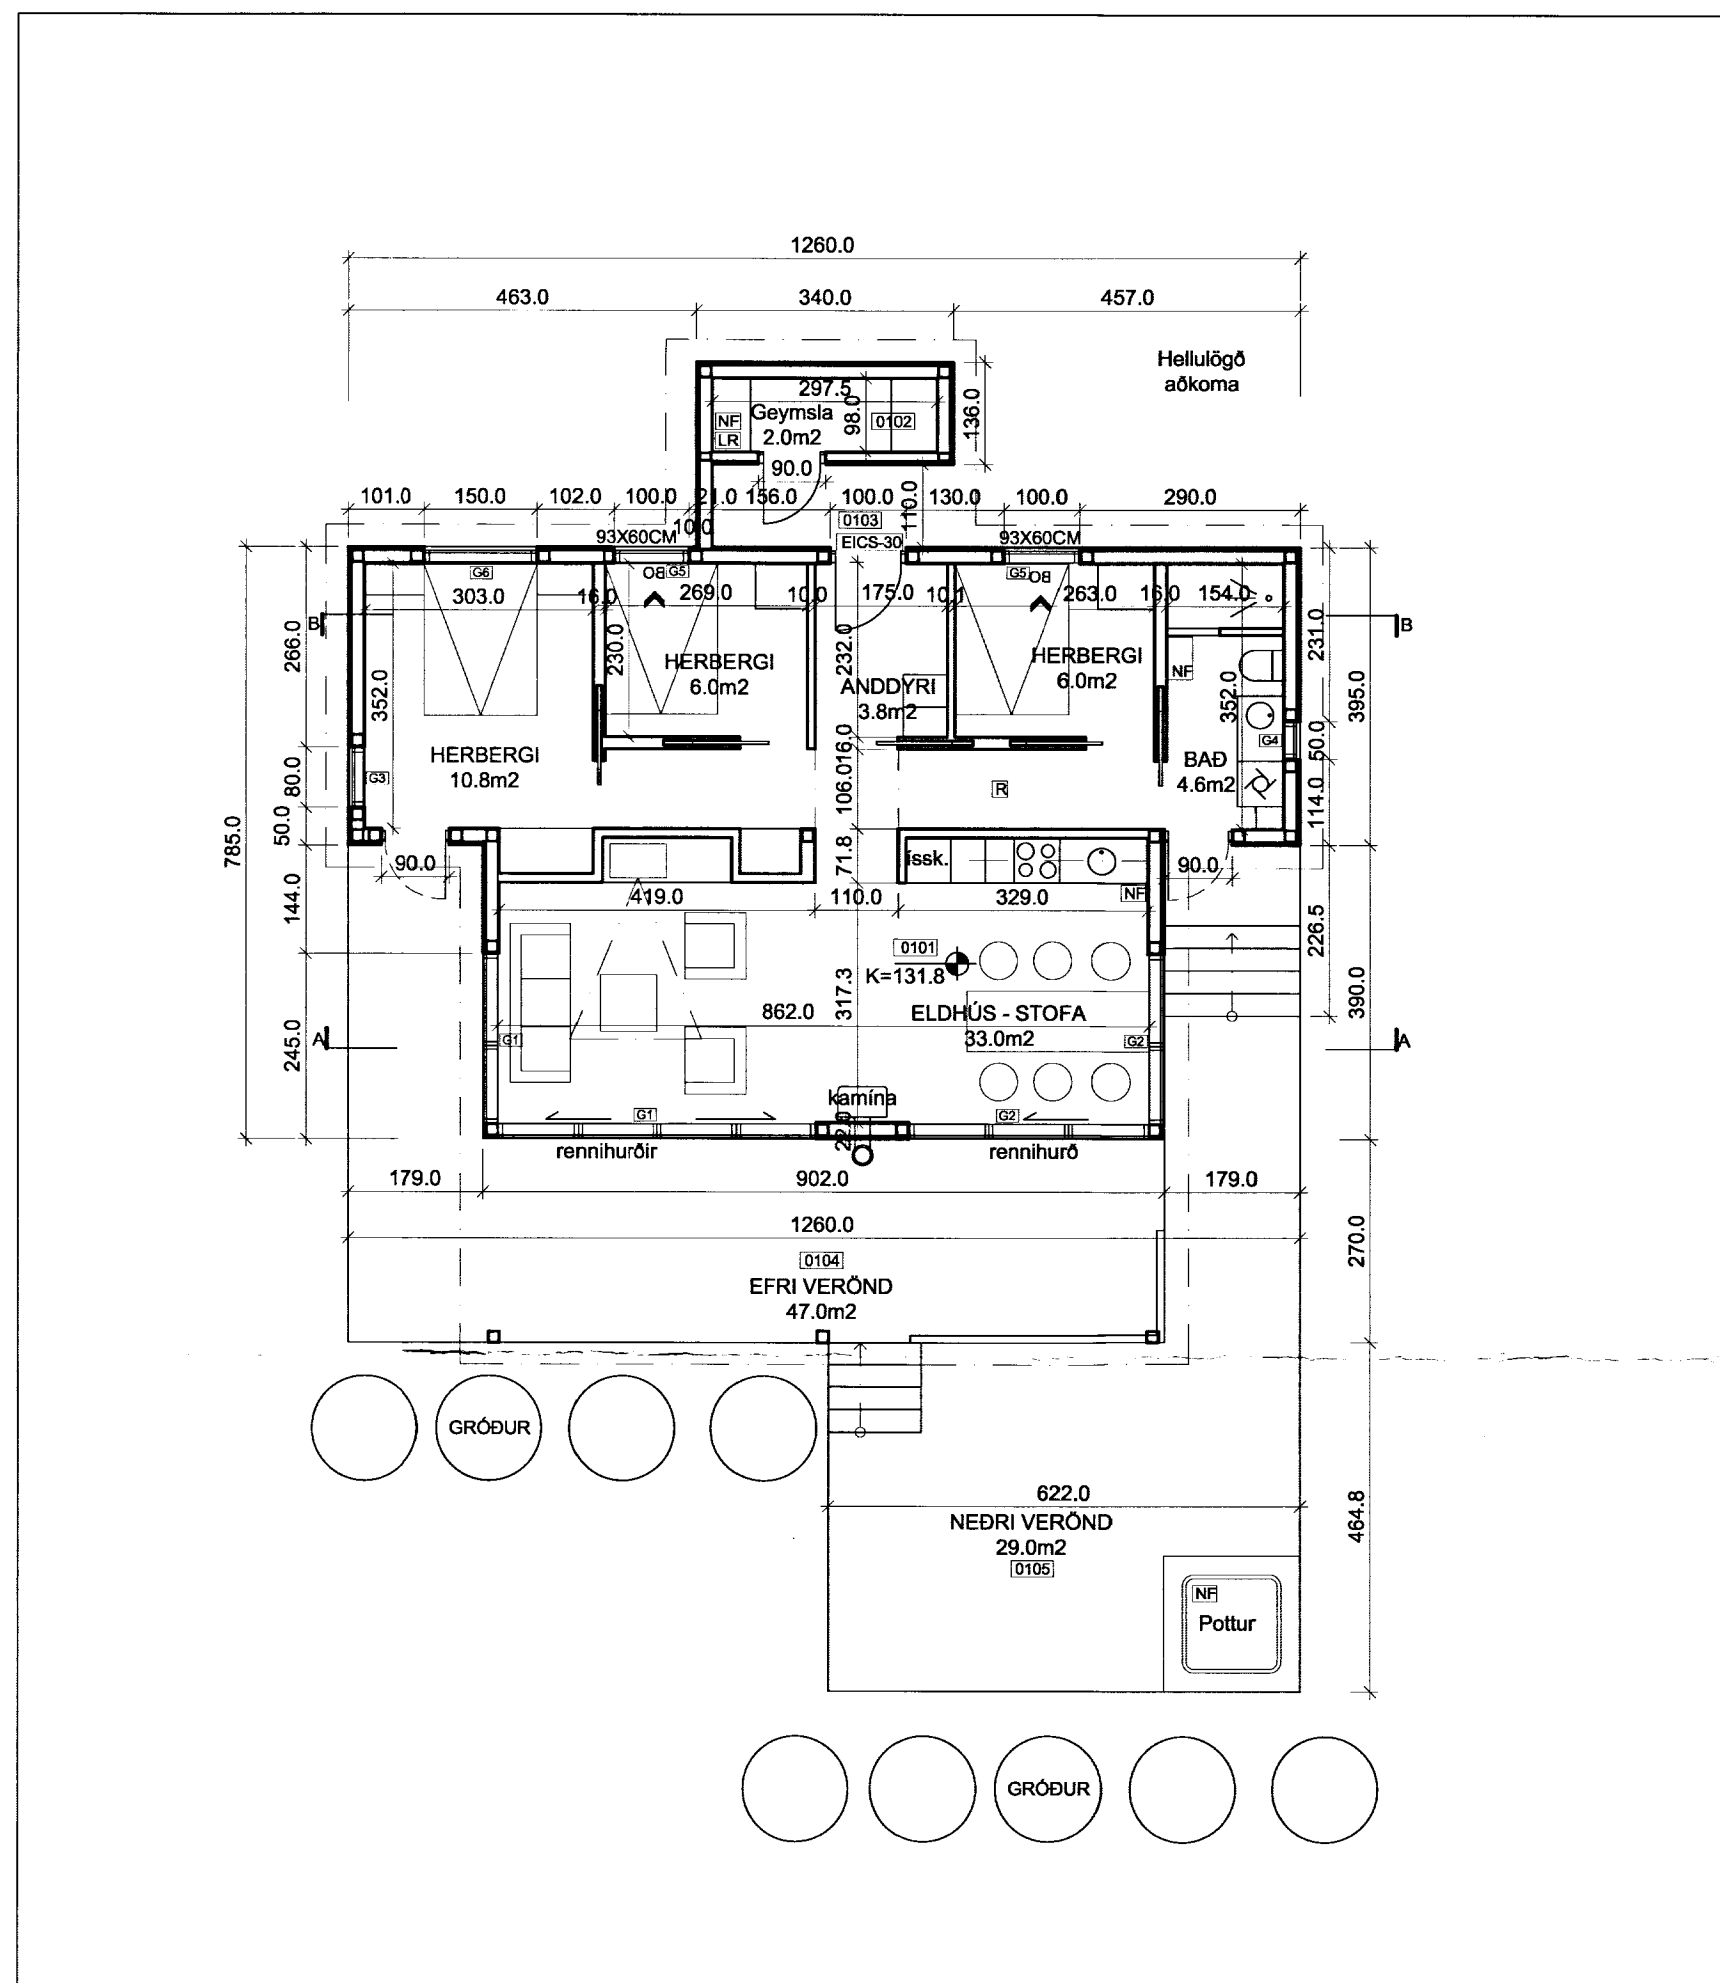 1260.0
463.0 340.0 457.0
Hellulögð
aðkoma
297.5
Geymsla
2.0m2
98.0
0102
NF
LR
136.0
90.0
101.0 150.0 102.0 100.0 21.0 156.0 100.0 130.0 100.0 290.0
110.0
0103
10.0
93X60CM
EICS-30
93X60CM
G6
BO
G5
G5
BO
303.0 16.0 269.0 10.0 175.0 10.1 263.0 16.0 154.0
B
B
266.0
352.0
230.0
232.0
352.0
231.0
395.0
HERBERGI
6.0m2
ANDDYRI
3.8m2
HERBERGI
6.0m2
NF
HERBERGI
10.8m2
G3
G4
BAÐ
4.6m2
R
80.0
50.0
16.0
106.0
50.0
114.0
785.0
71.8
íssk.
90.0
90.0
NF
419.0 110.0 329.0
144.0
226.5
0101
K=131.8
317.3
862.0
ELDHÚS - STOFA
33.0m2
390.0
245.0
A
A
G1
G2
kamína
22.0
G1
G2
rennihurðir
rennihurð
179.0 902.0 179.0
1260.0
0104
EFRI VERÖND
47.0m2
270.0
GRÓÐUR
622.0
NEÐRI VERÖND
29.0m2
0105
464.8
NF
Pottur
GRÓÐUR